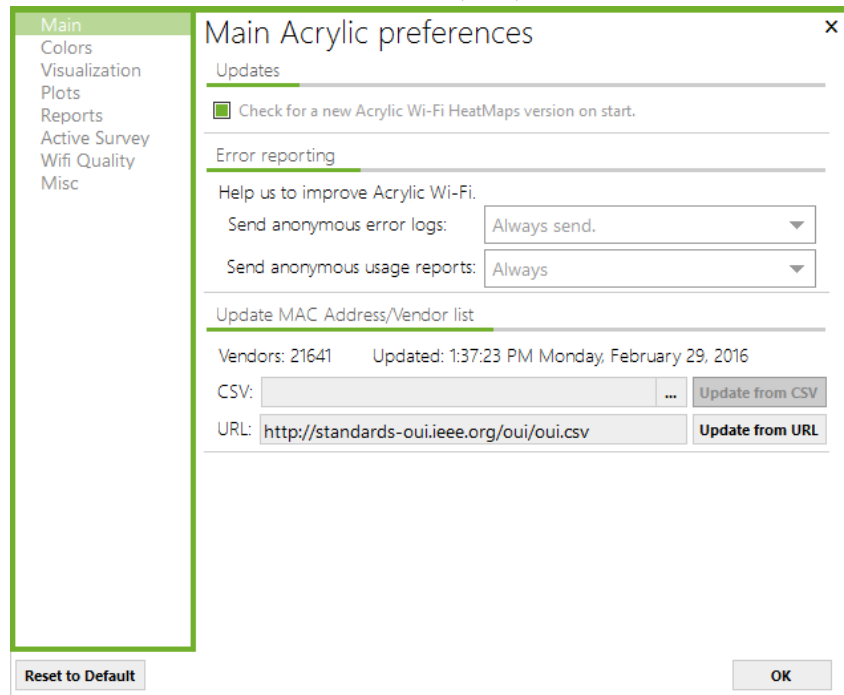 Main
Colors
Visualization
Plots
Reports
Active Survey
Wifi Quality
Misc
Main Acrylic preferences
x
Updates
Check for a new Acrylic Wi-Fi HeatMaps version on start.
Error reporting
Help us to improve Acrylic Wi-Fi.
Send anonymous error logs: Always send.
Send anonymous usage reports: Always
Update MAC Address/Vendor list
Vendors: 21641 Updated: 1:37:23 PM Monday, February 29, 2016
CSV: ... Update from CSV
URL: http://standards-oui.ieee.org/oui/oui.csv Update from URL
Reset to Default OK